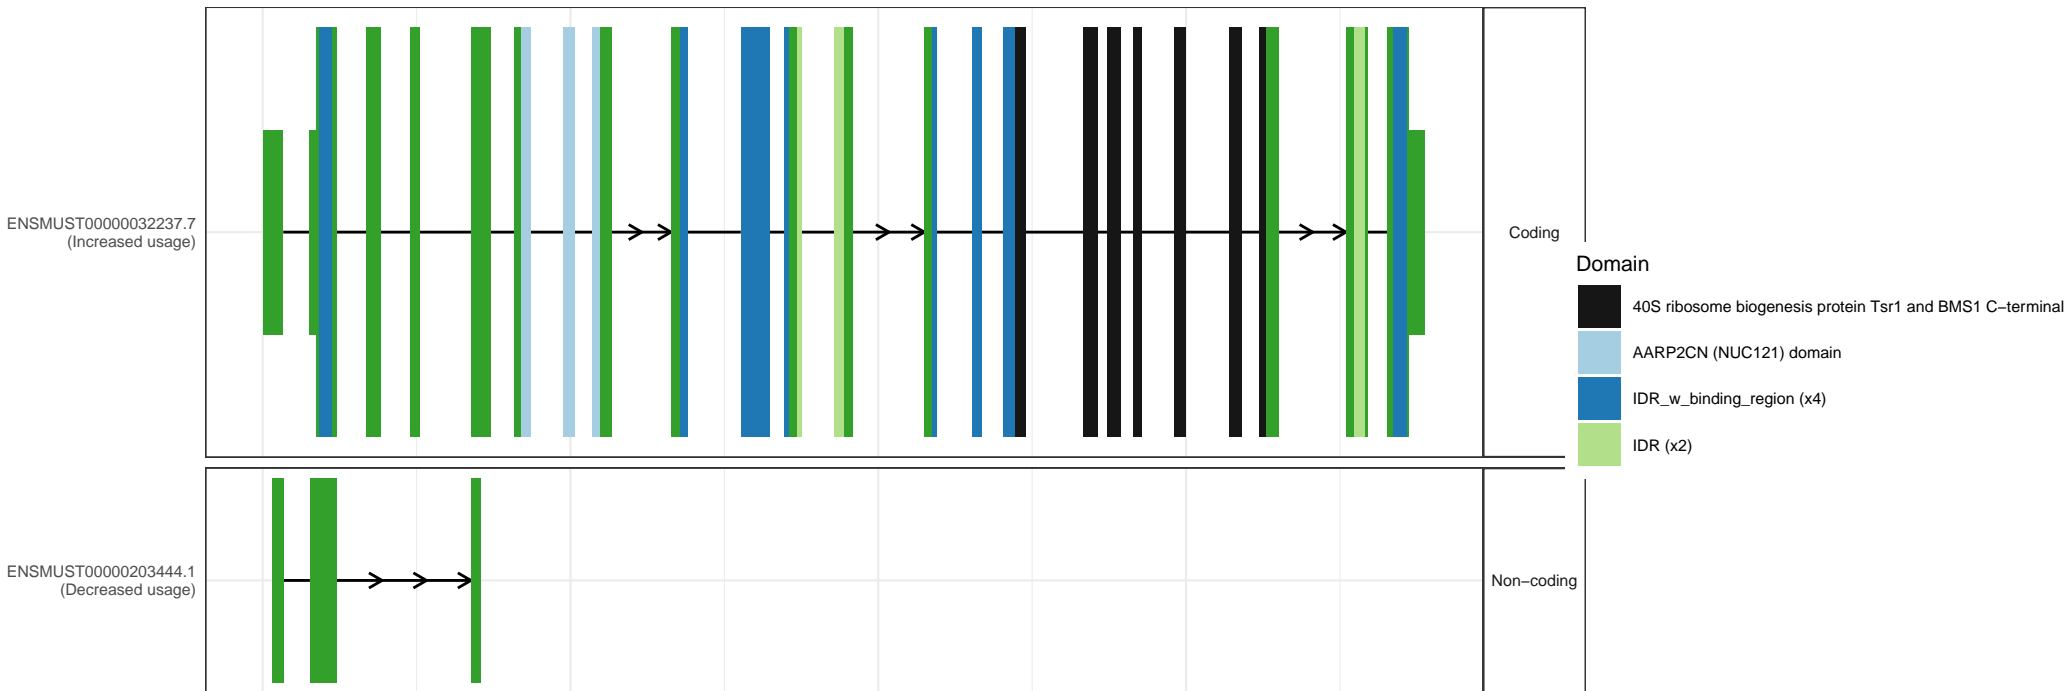 ENSMUST00000032237.7
(Increased usage)
Coding
Domain
40S ribosome biogenesis protein Tsr1 and BMS1 C−terminal
AARP2CN (NUC121) domain
IDR_w_binding_region (x4)
IDR (x2)
ENSMUST00000203444.1
(Decreased usage)
Non−coding